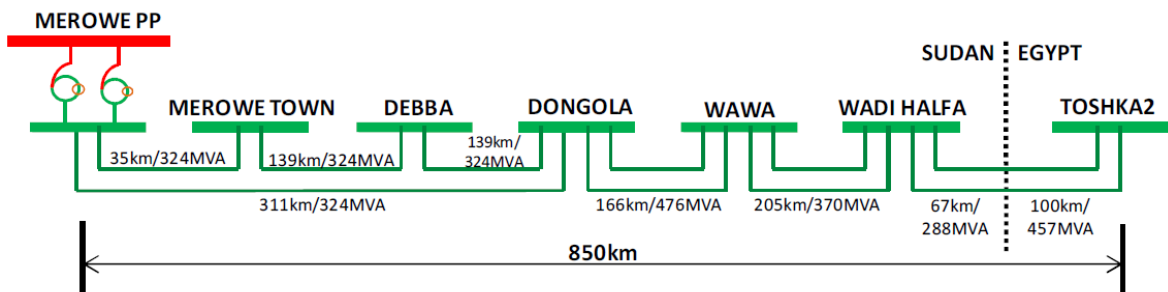 MEROWE PP
SUDAN EGYPT
MEROWE TOWN
DEBBA
DONGOLA
WAWA
WADI HALFA
TOSHKA2
35km/324MVA
139km/324MVA
139km/
324MVA
311km/324MVA
166km/476MVA
205km/370MVA
67km/
288MVA
100km/
457MVA
850km